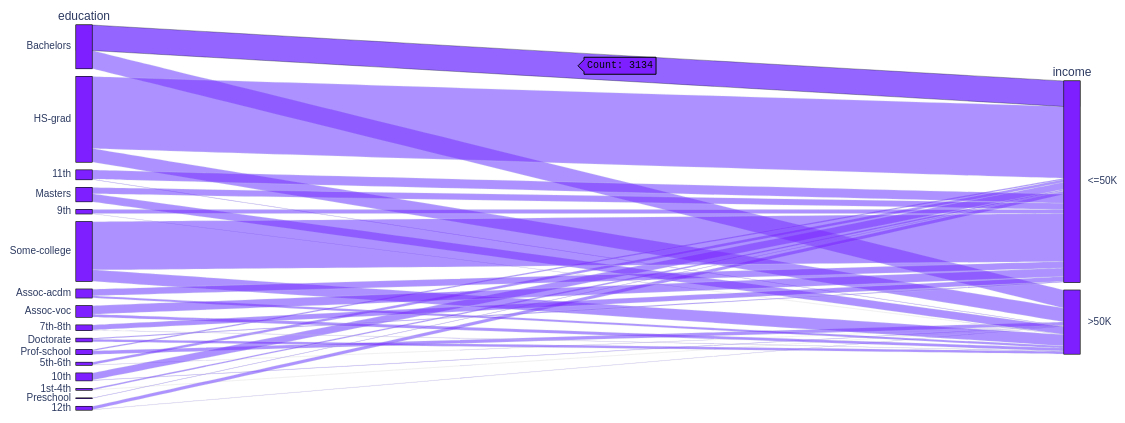 education
Bachelors
Count: 3134
income
HS-grad
11th
<=50K
Masters
9th
Some-college
Assoc-acdm
Assoc-voc
>50K
7th-8th
Doctorate
Prof-school
5th-6th
10th
1st-4th
Preschool
12th